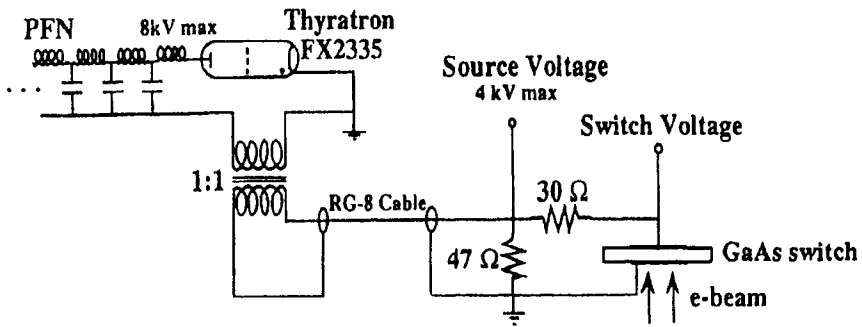 PFN
8kV max
Thyratron
FX2335
. . .
1:1
RG-8 Cable
Source Voltage
4 kV max
Switch Voltage
30 Ω
47 Ω
GaAs switch
e-beam